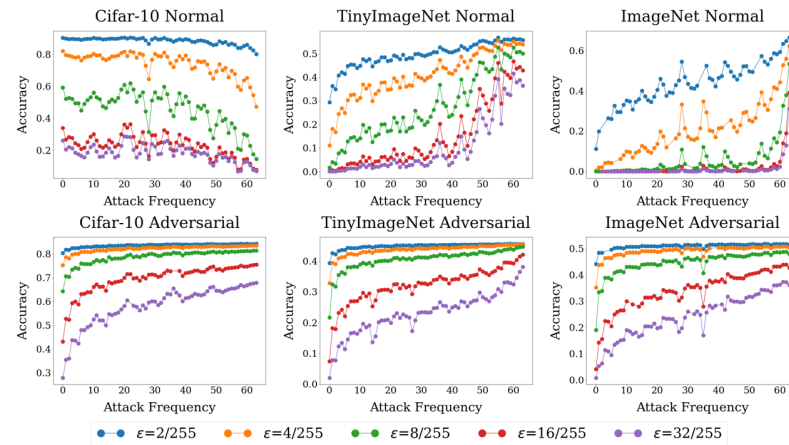 Cifar-10 Normal TinyImageNet Normal ImageNet Normal
Accuracy Accuracy Accuracy
0.8 0.6 0.4 0.2
0.5 0.4 0.3 0.2 0.1 0.0
0.6 0.4 0.2 0.0
0 10 20 30 40 50 60 0 10 20 30 40 50 60 0 10 20 30 40 50 60
Attack Frequency Attack Frequency Attack Frequency
Cifar-10 Adversarial TinyImageNet Adversarial ImageNet Adversarial
Accuracy Accuracy Accuracy
0.8 0.7 0.6 0.5 0.4 0.3
0.4 0.3 0.2 0.1 0.0
0.5 0.4 0.3 0.2 0.1 0.0
0 10 20 30 40 50 60 0 10 20 30 40 50 60 0 10 20 30 40 50 60
Attack Frequency Attack Frequency Attack Frequency
ε=2/255 ε=4/255 ε=8/255 ε=16/255 ε=32/255